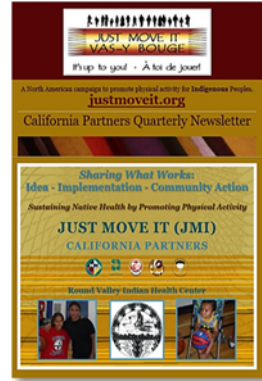 JUST MOVE IT
VAS-Y BOUGE
It's up to you! - À toi de jouer!
A North American campaign to promote physical activity for Indigenous Peoples.
justmoveit.org
California Partners Quarterly Newsletter
Sharing What Works:
Idea - Implementation - Community Action
Sustaining Native Health by Promoting Physical Activity
JUST MOVE IT (JMI)
CALIFORNIA PARTNERS
Round Valley Indian Health Center